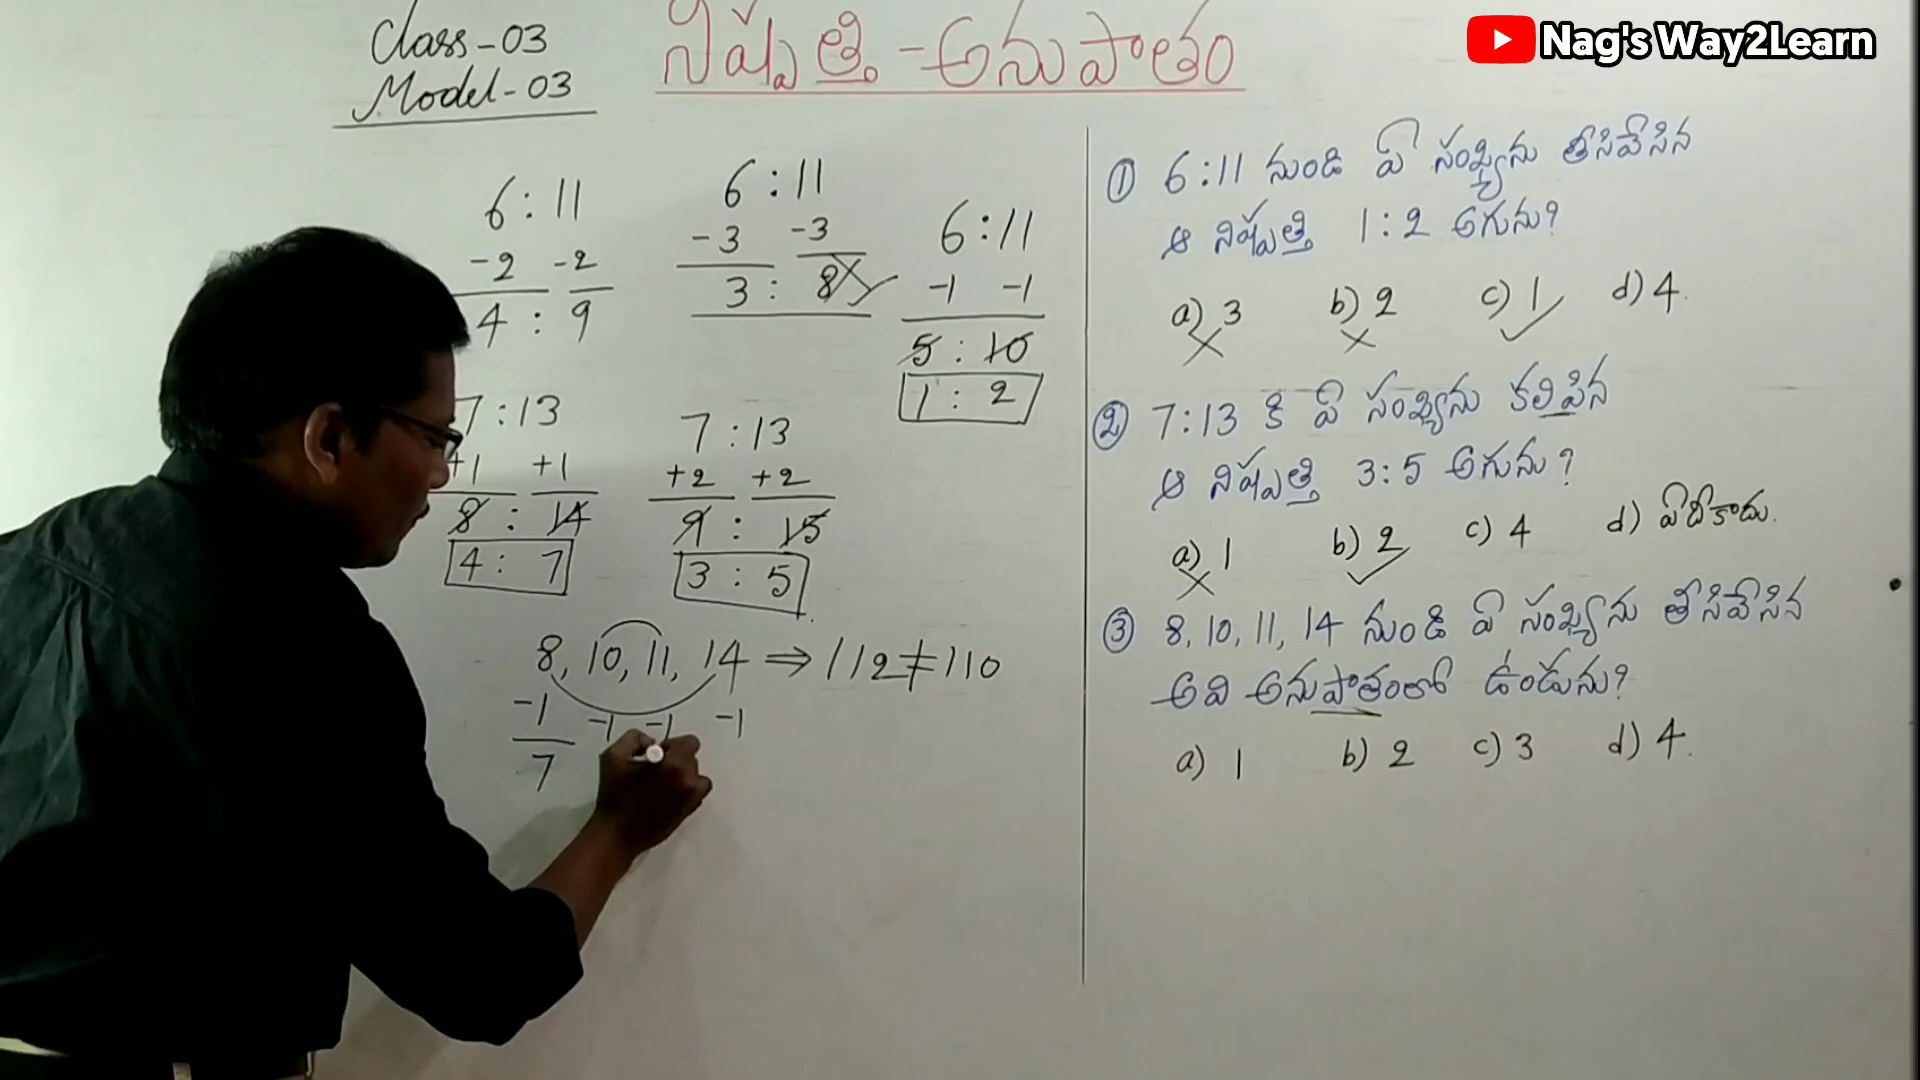 Class-03
Model-03
నిష్పత్తి - అనుపాతం
Nag's Way2Learn
6 : 11
-2 -2
4 : 9
6 : 11
-3 -3
3 : 8
6 : 11
-1 -1
5 : 10
1 : 2
7 : 13
+1 +1
8 : 14
4 : 7
7 : 13
+2 +2
9 : 15
3 : 5
8, 10, 11, 14 ⇒ 112 ≠ 110
-1 -1 -1 -1
7
① 6 : 11 నుండి ఏ సంఖ్యను తీసివేసిన
ఆ నిష్పత్తి 1 : 2 అగును?
a) 3 b) 2 c) 1 d) 4.
② 7 : 13 కి ఏ సంఖ్యను కలిపిన
ఆ నిష్పత్తి 3 : 5 అగును?
a) 1 b) 2 c) 4 d) ఏదీకాదు.
③ 8, 10, 11, 14 నుండి ఏ సంఖ్యను తీసివేసిన
అవి అనుపాతంలో ఉండును?
a) 1 b) 2 c) 3 d) 4.